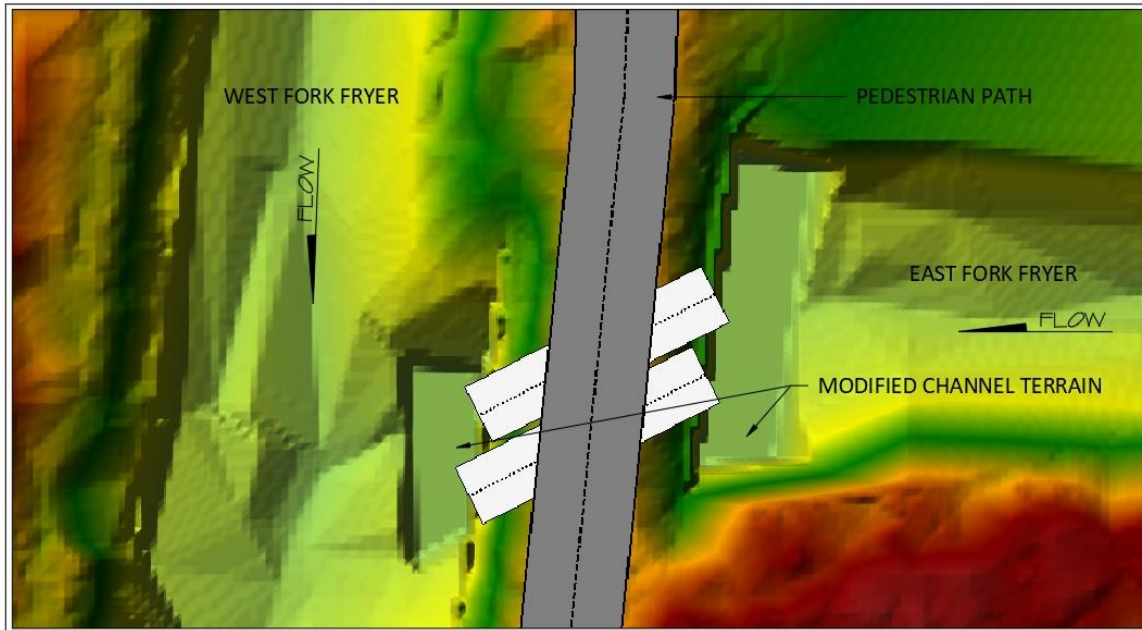 WEST FORK FRYER
PEDESTRIAN PATH
FLOW
EAST FORK FRYER
FLOW
MODIFIED CHANNEL TERRAIN